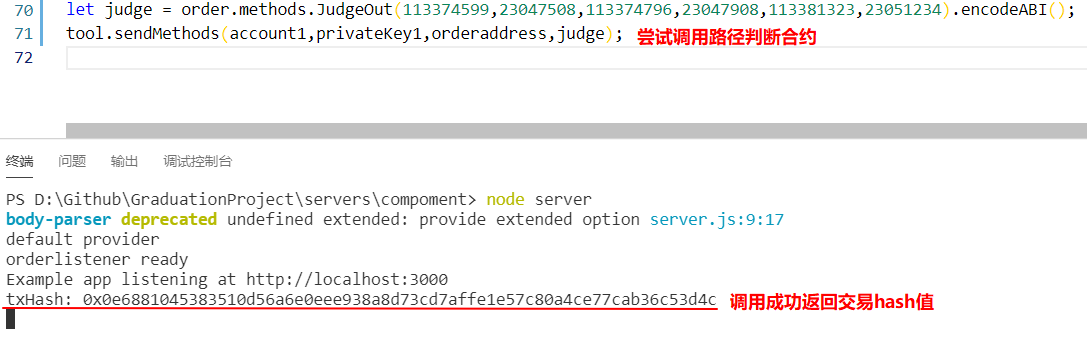 70 let judge = order.methods.JudgeOut(113374599,23047508,113374796,23047908,113381323,23051234).encodeABI();
71 tool.sendMethods(account1,privateKey1,orderaddress,judge); 尝试调用路径判断合约
72
终端 问题 输出 调试控制台
PS D:\Github\GraduationProject\servers\compoment> node server
body-parser deprecated undefined extended: provide extended option server.js:9:17
default provider
orderlistener ready
Example app listening at http://localhost:3000
txHash: 0x0e6881045383510d56a6e0eee938a8d73cd7affe1e57c80a4ce77cab36c53d4c 调用成功返回交易hash值